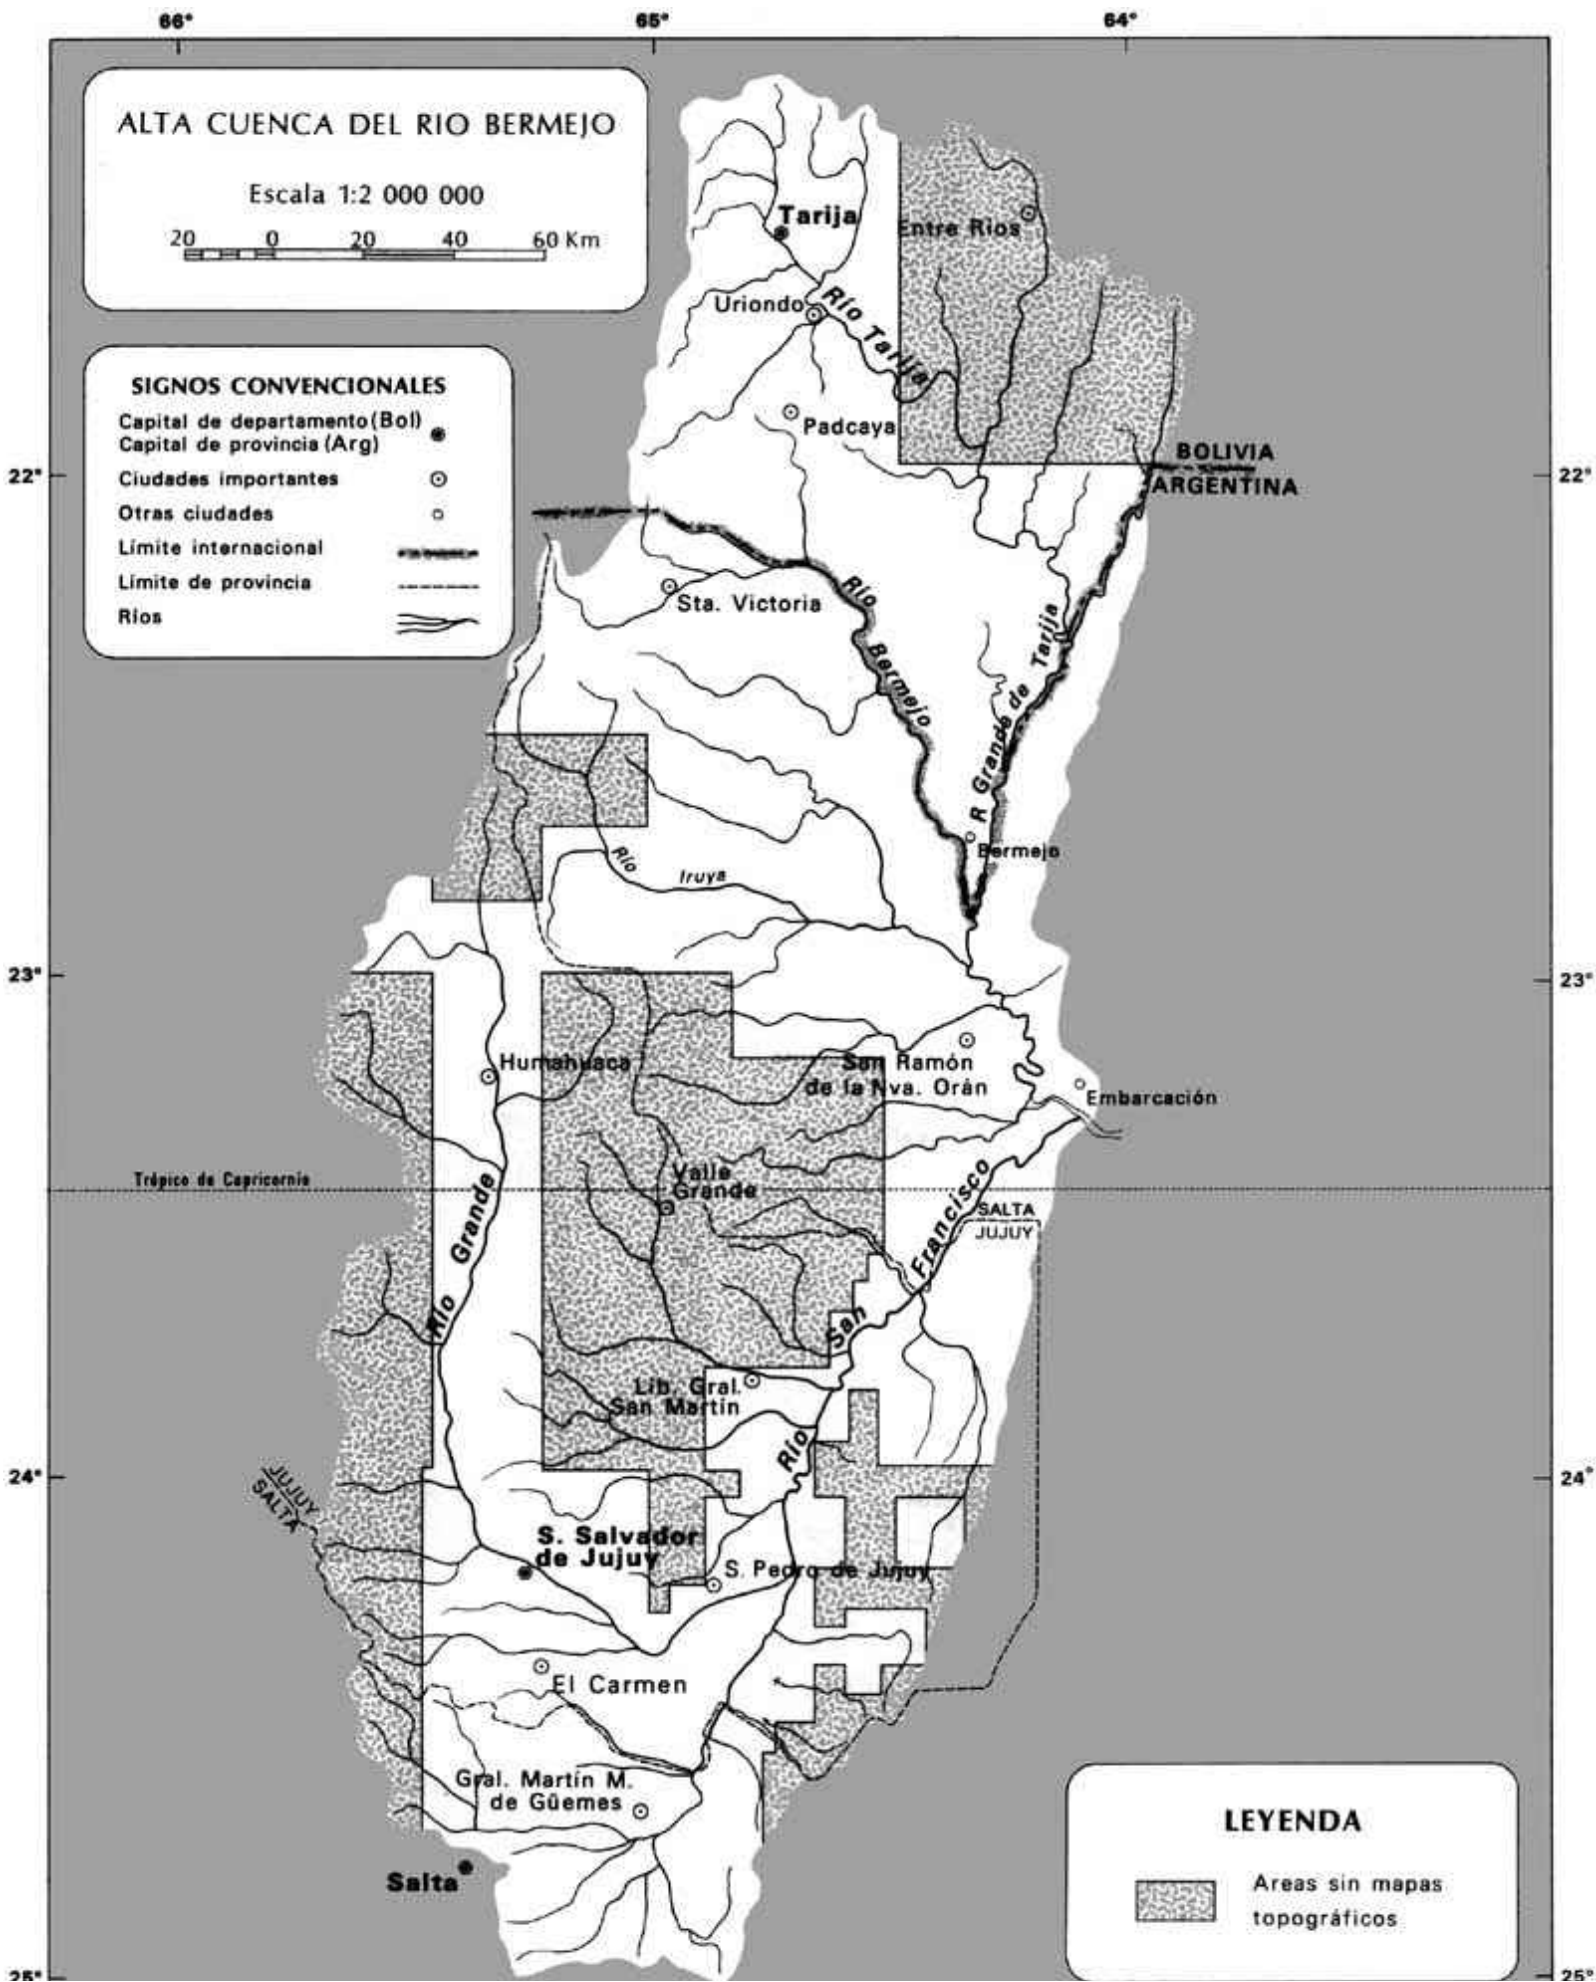 66°
65°
64°
ALTA CUENCA DEL RIO BERMEJO
Escala 1:2 000 000
20 0 20 40 60 Km
SIGNOS CONVENCIONALES
Capital de departamento (Bol)
Capital de provincia (Arg)
Ciudades importantes
Otras ciudades
Límite internacional
Límite de provincia
Ríos
Tarija
Entre Rios
Uriondo
Río Tarija
Padcaya
BOLIVIA
ARGENTINA
22°
22°
Sta. Victoria
Río Bermejo
R Grande de Tarija
Bermejo
Río Iruya
23°
23°
Humahuaca
San Ramón
de la Nva. Orán
Embarcación
Trópico de Capricornio
Valle
Grande
Río Grande
SALTA
JUJUY
Río San Francisco
Lib. Gral.
San Martín
24°
24°
JUJUY
SALTA
S. Salvador
de Jujuy
S. Pedro de Jujuy
El Carmen
Gral. Martín M.
de Güemes
Salta
LEYENDA
Areas sin mapas
topográficos
25°
25°